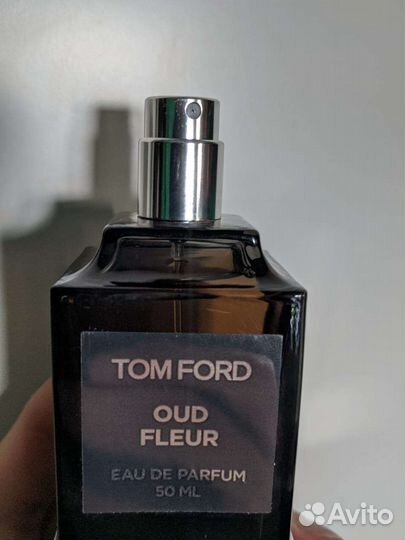 TOM FORD
OUD
FLEUR
EAU DE PARFUM
50 ML
Avito